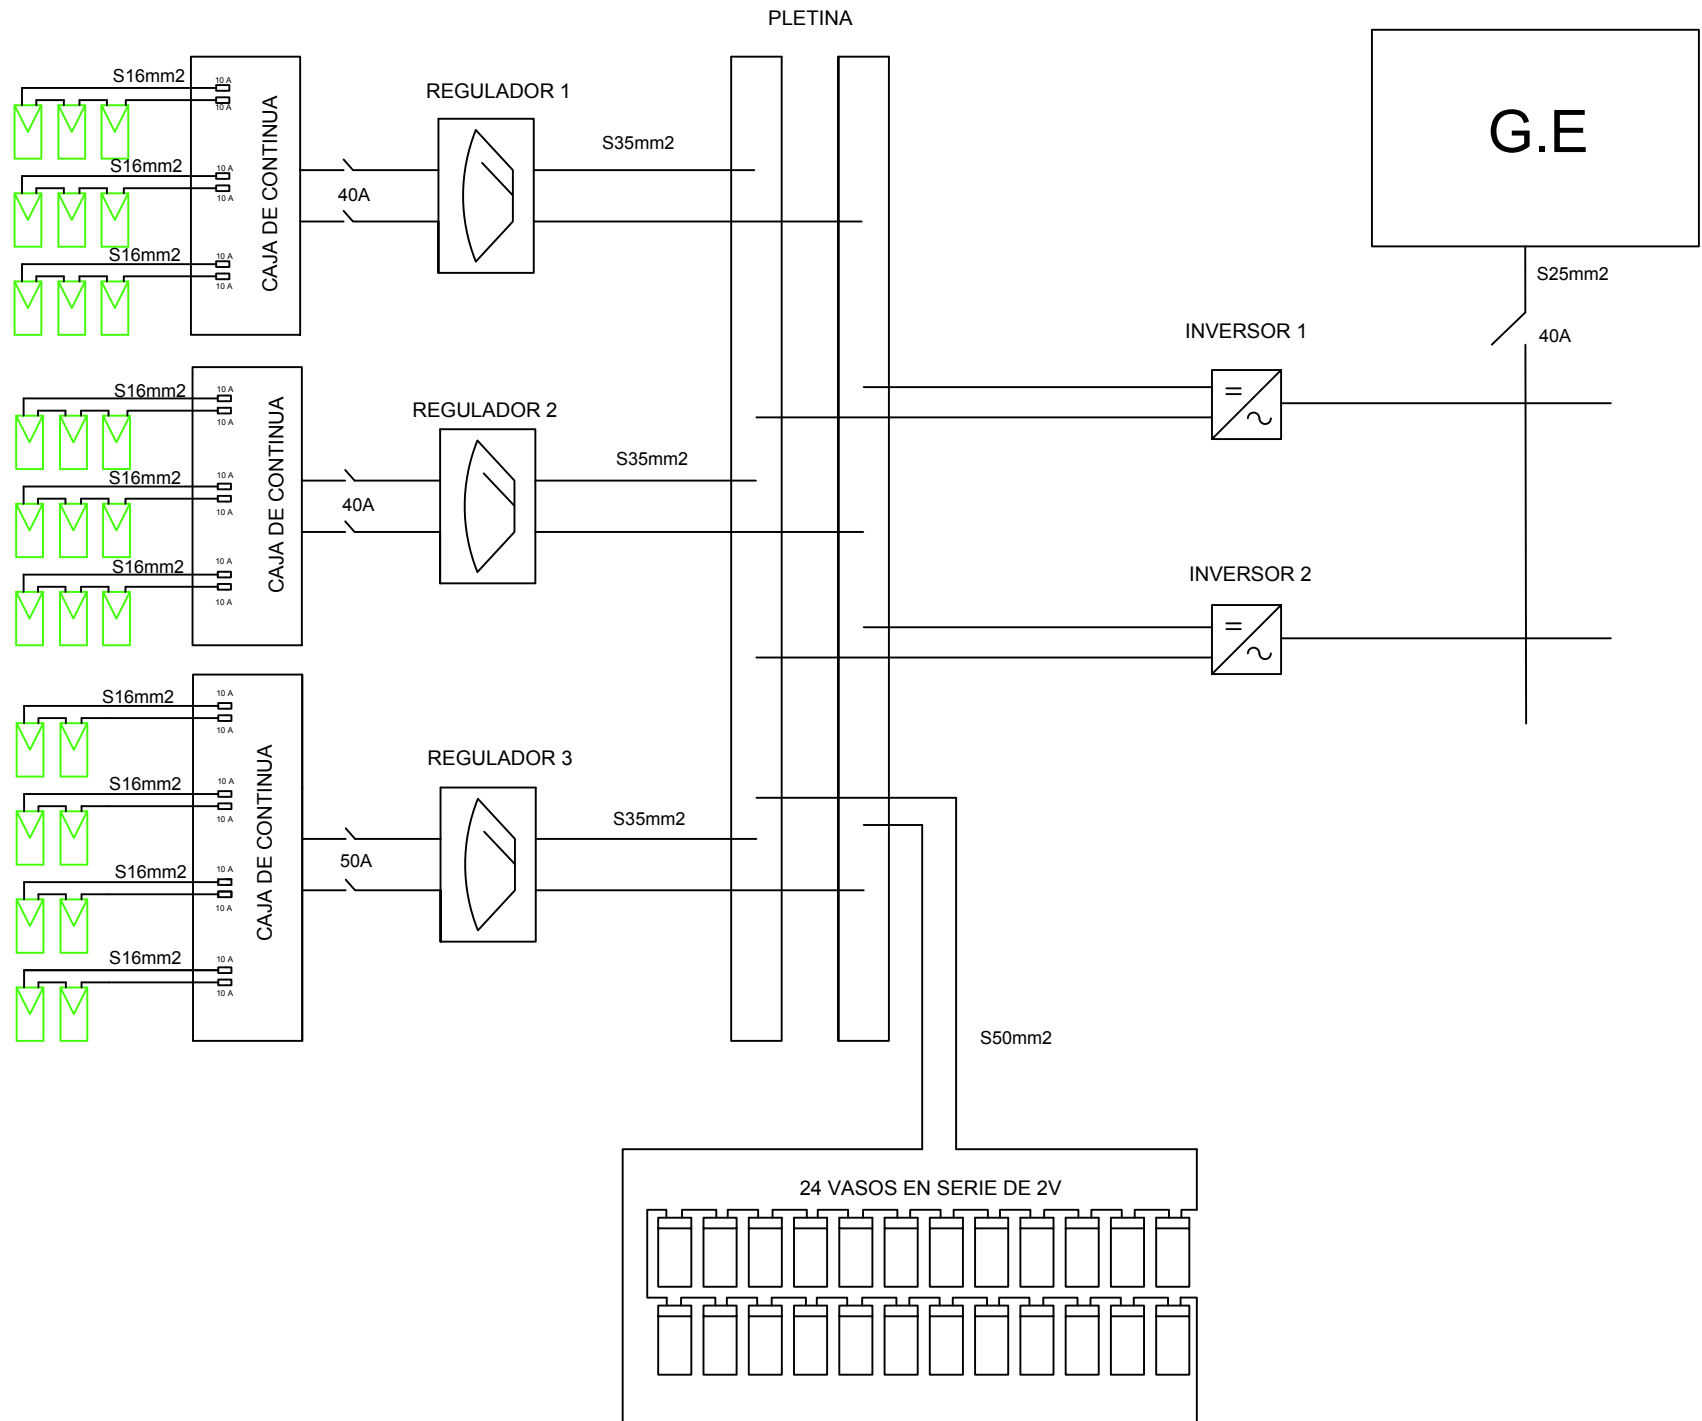 PLETINA
G.E
S25mm2
40A
S16mm2
10 A
10 A
S16mm2
10 A
10 A
S16mm2
10 A
10 A
CAJA DE CONTINUA
40A
REGULADOR 1
S35mm2
S16mm2
10 A
10 A
S16mm2
10 A
10 A
S16mm2
10 A
10 A
CAJA DE CONTINUA
40A
REGULADOR 2
S35mm2
S16mm2
10 A
10 A
S16mm2
10 A
10 A
S16mm2
10 A
10 A
S16mm2
10 A
10 A
CAJA DE CONTINUA
50A
REGULADOR 3
S35mm2
INVERSOR 1
INVERSOR 2
S50mm2
24 VASOS EN SERIE DE 2V